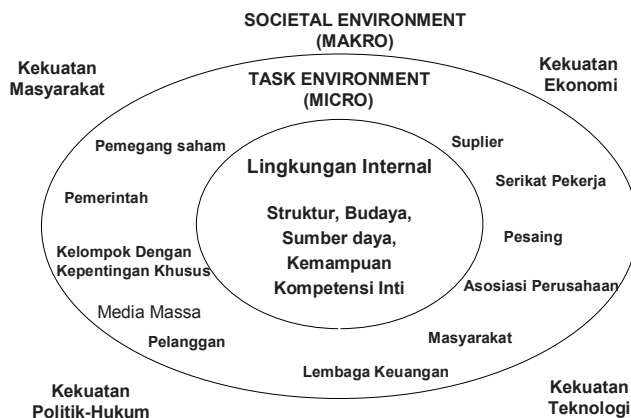 SOCIETAL ENVIRONMENT
(MAKRO)
Kekuatan
Masyarakat
Kekuatan
Ekonomi
TASK ENVIRONMENT
(MICRO)
Pemegang saham
Suplier
Lingkungan Internal
Serikat Pekerja
Pemerintah
Struktur, Budaya,
Sumber daya,
Kemampuan
Kompetensi Inti
Pesaing
Kelompok Dengan
Kepentingan Khusus
Asosiasi Perusahaan
Media Massa
Pelanggan
Masyarakat
Lembaga Keuangan
Kekuatan
Politik-Hukum
Kekuatan
Teknologi